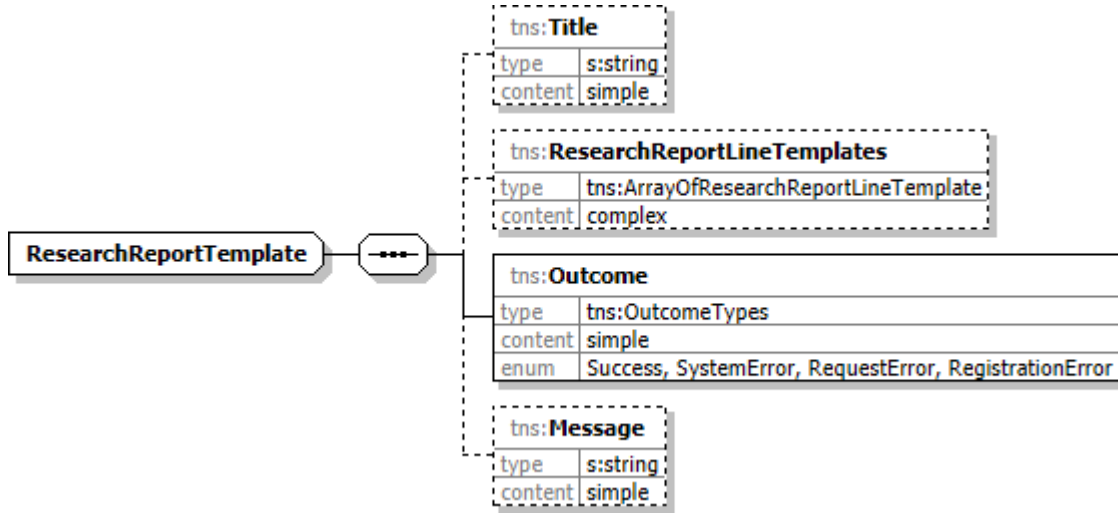 tns:Title
type s:string
content simple
tns:ResearchReportLineTemplates
type tns:ArrayOfResearchReportLineTemplate
content complex
ResearchReportTemplate
tns:Outcome
type tns:OutcomeTypes
content simple
enum Success, SystemError, RequestError, RegistrationError
tns:Message
type s:string
content simple